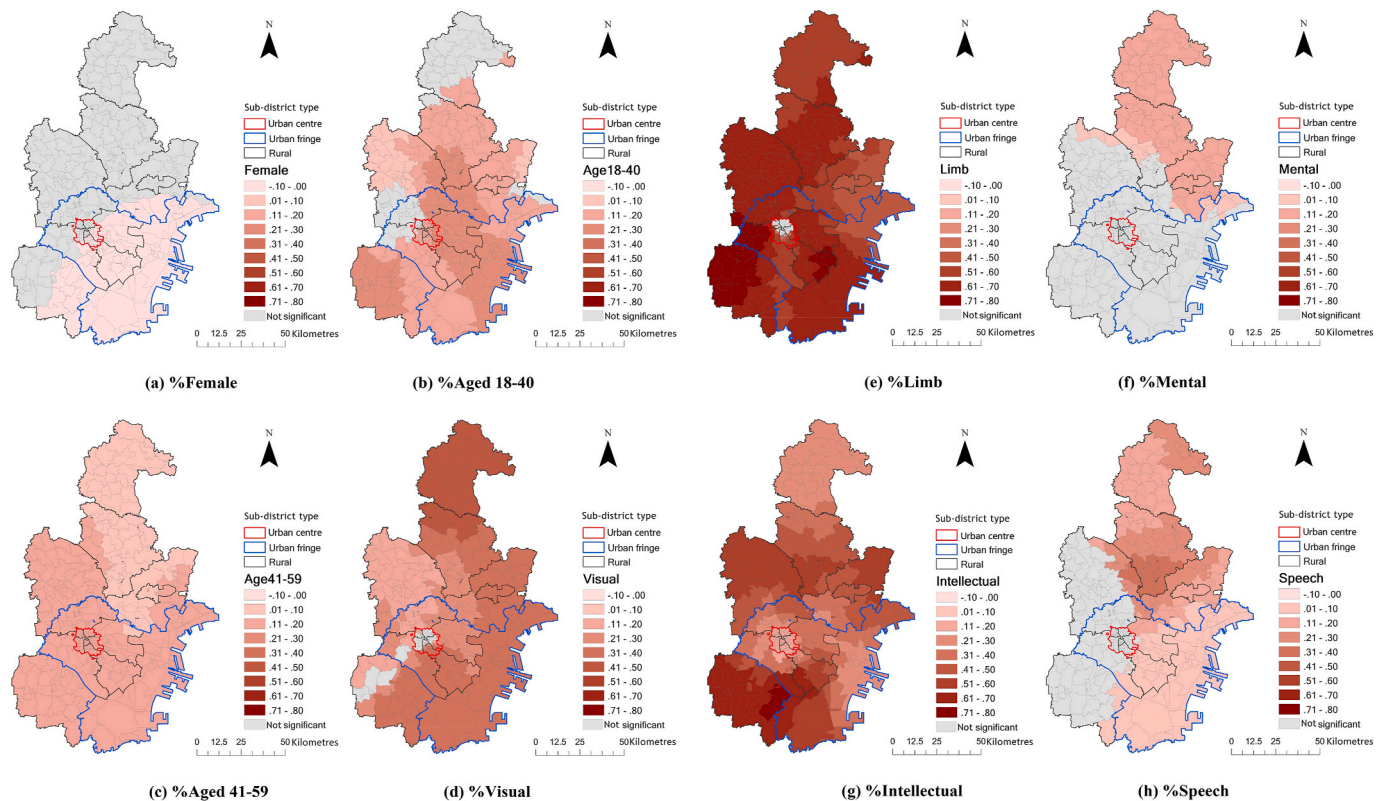 N
Sub-district type
Urban centre
Urban fringe
Rural
Female
-.10 - .00
.01 - .10
.11 - .20
.21 - .30
.31 - .40
.41 - .50
.51 - .60
.61 - .70
.71 - .80
Not significant
0 12.5 25 50 Kilometres
(a) %Female
N
Sub-district type
Urban centre
Urban fringe
Rural
Age18-40
-.10 - .00
.01 - .10
.11 - .20
.21 - .30
.31 - .40
.41 - .50
.51 - .60
.61 - .70
.71 - .80
Not significant
0 12.5 25 50 Kilometres
(b) %Aged 18-40
N
Sub-district type
Urban centre
Urban fringe
Rural
Limb
-.10 - .00
.01 - .10
.11 - .20
.21 - .30
.31 - .40
.41 - .50
.51 - .60
.61 - .70
.71 - .80
Not significant
0 12.5 25 50 Kilometres
(e) %Limb
N
Sub-district type
Urban centre
Urban fringe
Rural
Mental
-.10 - .00
.01 - .10
.11 - .20
.21 - .30
.31 - .40
.41 - .50
.51 - .60
.61 - .70
.71 - .80
Not significant
0 12.5 25 50 Kilometres
(f) %Mental
N
Sub-district type
Urban centre
Urban fringe
Rural
Age41-59
-.10 - .00
.01 - .10
.11 - .20
.21 - .30
.31 - .40
.41 - .50
.51 - .60
.61 - .70
.71 - .80
Not significant
0 12.5 25 50 Kilometres
(c) %Aged 41-59
N
Sub-district type
Urban centre
Urban fringe
Rural
Visual
-.10 - .00
.01 - .10
.11 - .20
.21 - .30
.31 - .40
.41 - .50
.51 - .60
.61 - .70
.71 - .80
Not significant
0 12.5 25 50 Kilometres
(d) %Visual
N
Sub-district type
Urban centre
Urban fringe
Rural
Intellectual
-.10 - .00
.01 - .10
.11 - .20
.21 - .30
.31 - .40
.41 - .50
.51 - .60
.61 - .70
.71 - .80
Not significant
0 12.5 25 50 Kilometres
(g) %Intellectual
N
Sub-district type
Urban centre
Urban fringe
Rural
Speech
-.10 - .00
.01 - .10
.11 - .20
.21 - .30
.31 - .40
.41 - .50
.51 - .60
.61 - .70
.71 - .80
Not significant
0 12.5 25 50 Kilometres
(h) %Speech